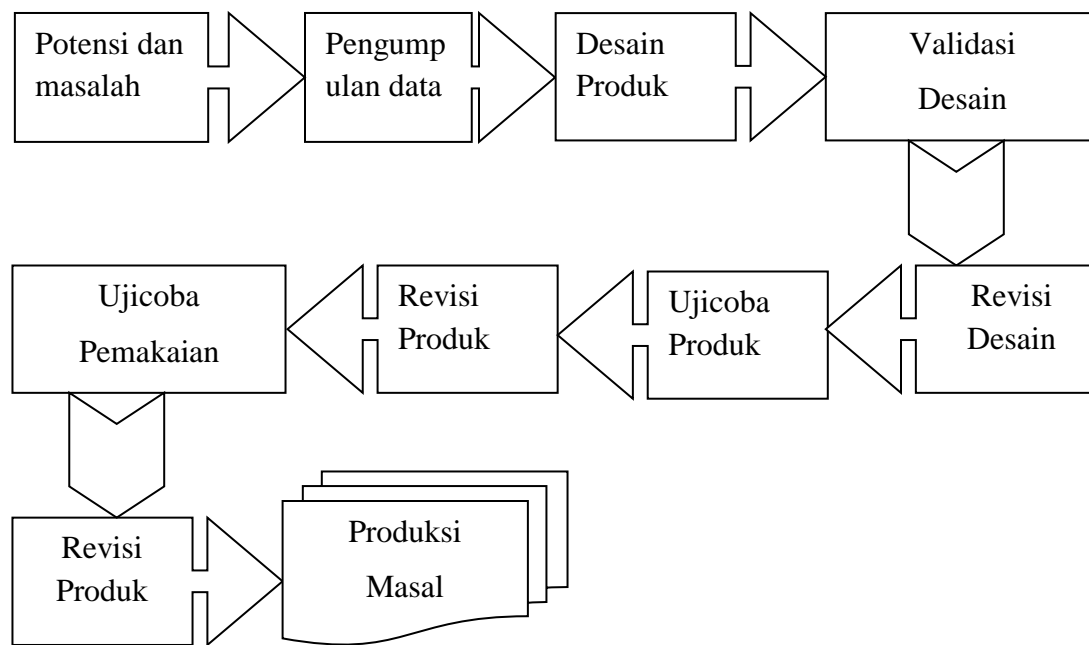 Potensi dan
masalah
Pengump
ulan data
Desain
Produk
Validasi
Desain
Ujicoba
Pemakaian
Revisi
Produk
Ujicoba
Produk
Revisi
Desain
Revisi
Produk
Produksi
Masal